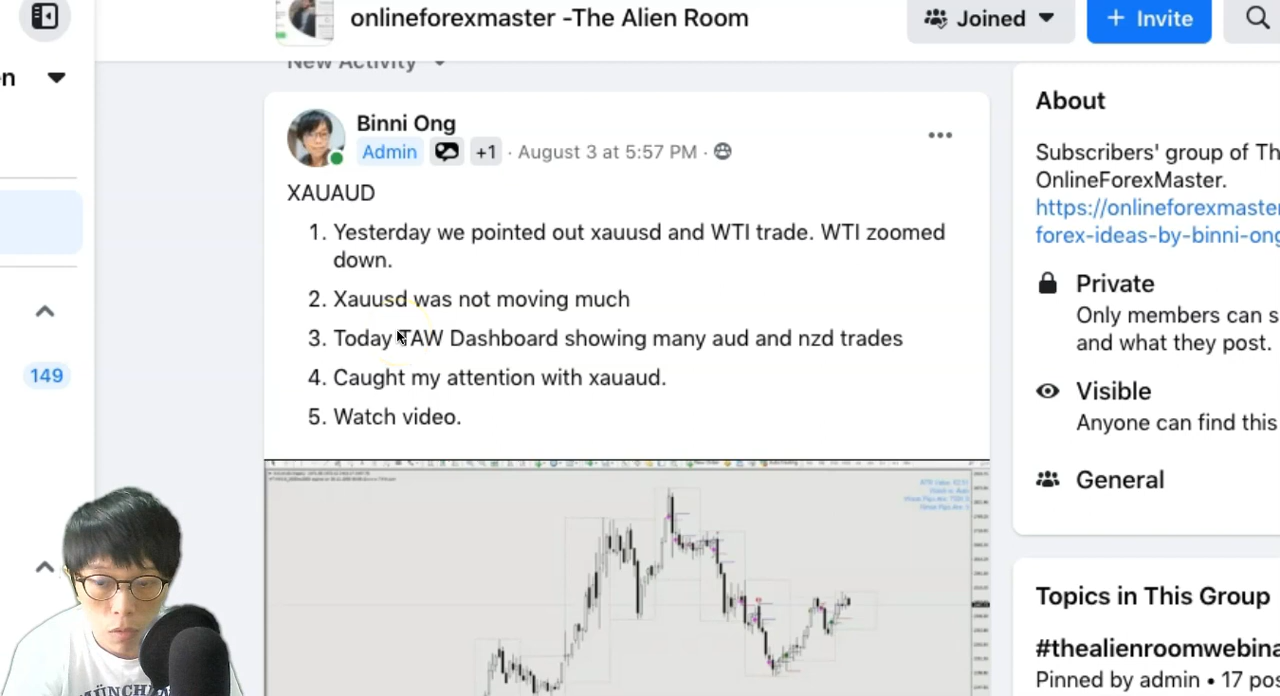 onlineforexmaster -The Alien Room
Joined
+ Invite
n
New Activity
Binni Ong
Admin +1 · August 3 at 5:57 PM ·
XAUAUD
1. Yesterday we pointed out xauusd and WTI trade. WTI zoomed
down.
2. Xauusd was not moving much
3. Today TAW Dashboard showing many aud and nzd trades
4. Caught my attention with xauaud.
5. Watch video.
149
About
Subscribers' group of Th
OnlineForexMaster.
https://onlineforexmaster
forex-ideas-by-binni-ong
Private
Only members can s
and what they post.
Visible
Anyone can find this
General
Topics in This Group
#thealienroomwebina
Pinned by admin • 17 pos
MÜNCH